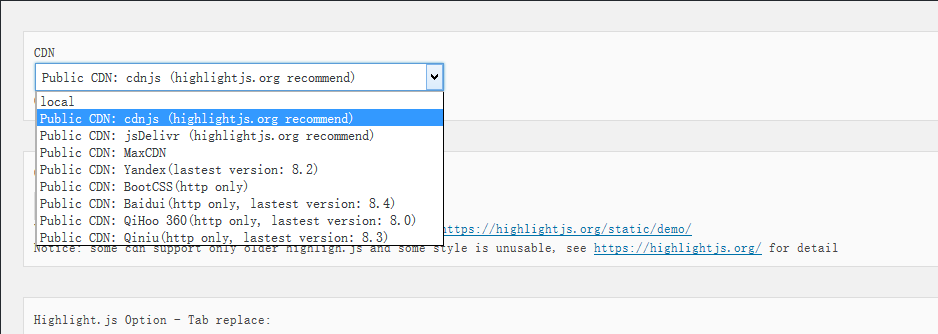 CDN
Public CDN: cdnjs (highlightjs.org recommend)
local
Public CDN: cdnjs (highlightjs.org recommend)
Public CDN: jsDelivr (highlightjs.org recommend)
Public CDN: MaxCDN
Public CDN: Yandex(lastest version: 8.2)
Public CDN: BootCSS(http only)
Public CDN: Baidui(http only, lastest version: 8.4)
Public CDN: QiHoo 360(http only, lastest version: 8.0)
Public CDN: Qiniu(http only, lastest version: 8.3)
https://highlightjs.org/static/demo/
Notice: some cdn support only older highligh.js and some style is unusable, see https://highlightjs.org/ for detail
Highlight.js Option - Tab replace: